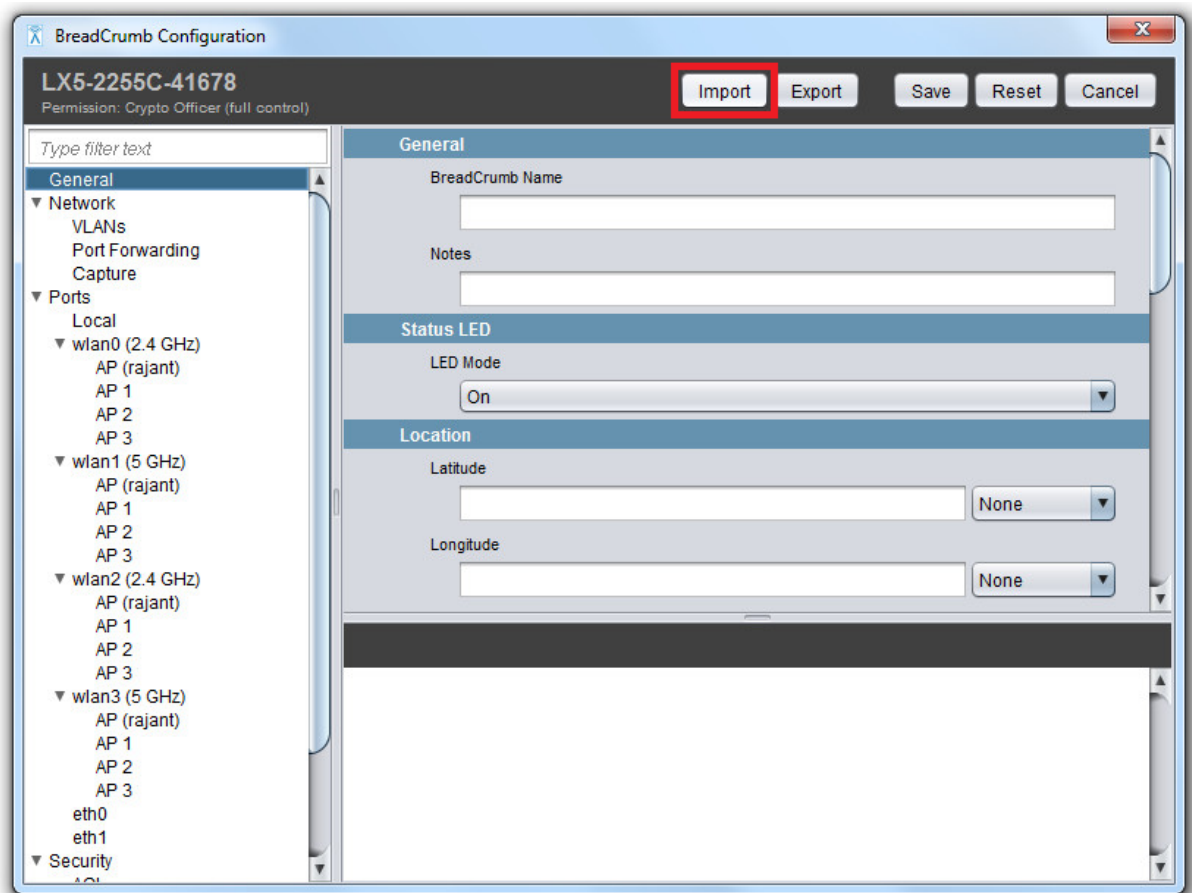 BreadCrumb Configuration
LX5-2255C-41678
Permission: Crypto Officer (full control)
Import
Export
Save
Reset
Cancel
Type filter text
General
Network
VLANs
Port Forwarding
Capture
Ports
Local
wlan0 (2.4 GHz)
AP (rajant)
AP 1
AP 2
AP 3
wlan1 (5 GHz)
AP (rajant)
AP 1
AP 2
AP 3
wlan2 (2.4 GHz)
AP (rajant)
AP 1
AP 2
AP 3
wlan3 (5 GHz)
AP (rajant)
AP 1
AP 2
AP 3
eth0
eth1
Security
General
BreadCrumb Name
Notes
Status LED
LED Mode
On
Location
Latitude
None
Longitude
None